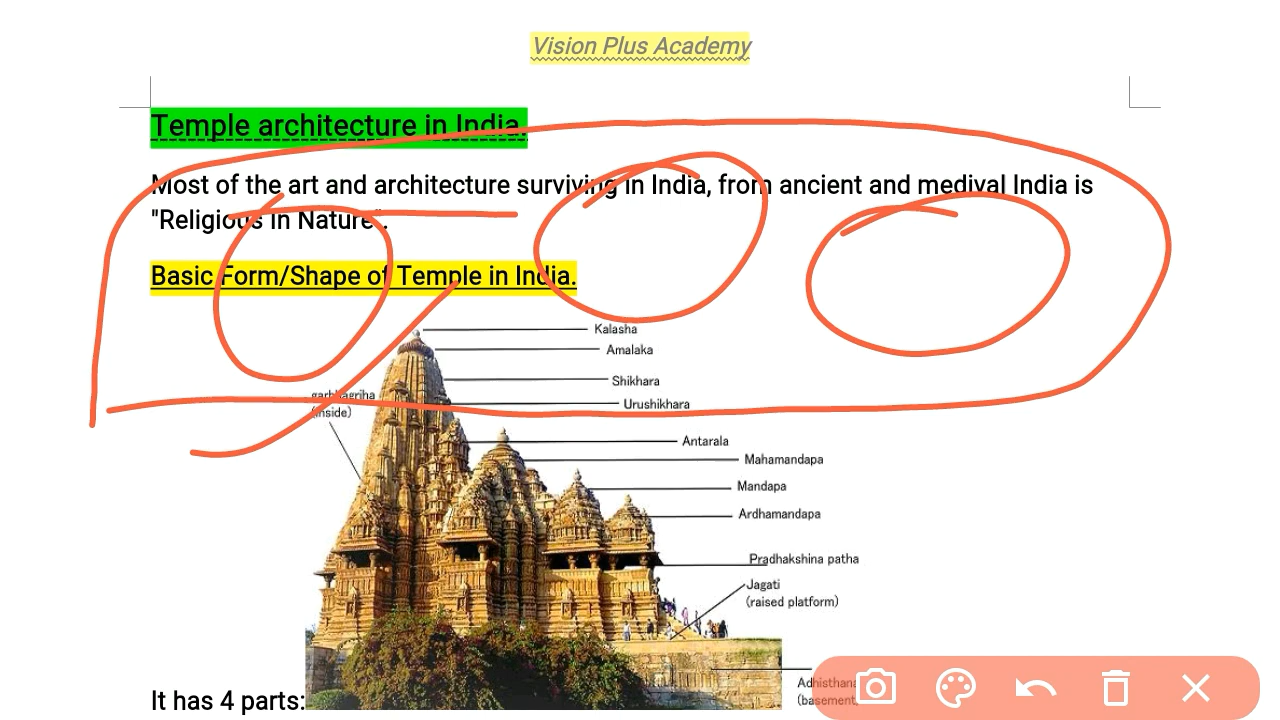 Vision Plus Academy
Temple architecture in India.
Most of the art and architecture surviving in India, from ancient and medival India is
"Religious in Nature".
Basic Form/Shape of Temple in India.
Kalasha
Amalaka
Shikhara
garbhagriha
(inside)
Urushikhara
Antarala
Mahamandapa
Mandapa
Ardhamandapa
Pradhakshina patha
Jagati
(raised platform)
Adhisthana
(basement,
It has 4 parts: